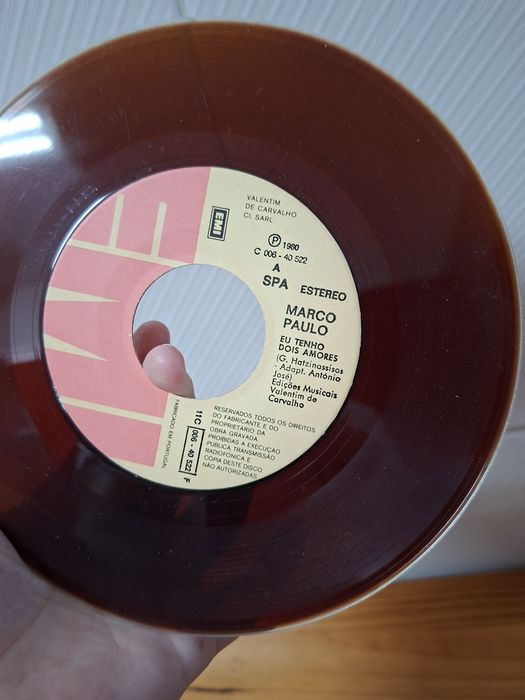 EMI
VALENTIM
DE CARVALHO
CI, SARL
EMI
Ⓟ 1980
C 006 - 40 522
A
SPA ESTEREO
MARCO
PAULO
EU TENHO
DOIS AMORES
(G. Hatzinassisos
- Adapt. António
José)
Edições Musicais
Valentim de
Carvalho
RESERVADOS TODOS OS DIREITOS
DO FABRICANTE E DO
PROPRIETÁRIO DA
OBRA GRAVADA
PROIBIDAS A EXECUÇÃO
PÚBLICA, TRANSMISSÃO
RADIOFÓNICA E
CÓPIA DESTE DISCO
NÃO AUTORIZADAS
11C 006 - 40 522 F
FABRICADO EM PORTUGAL